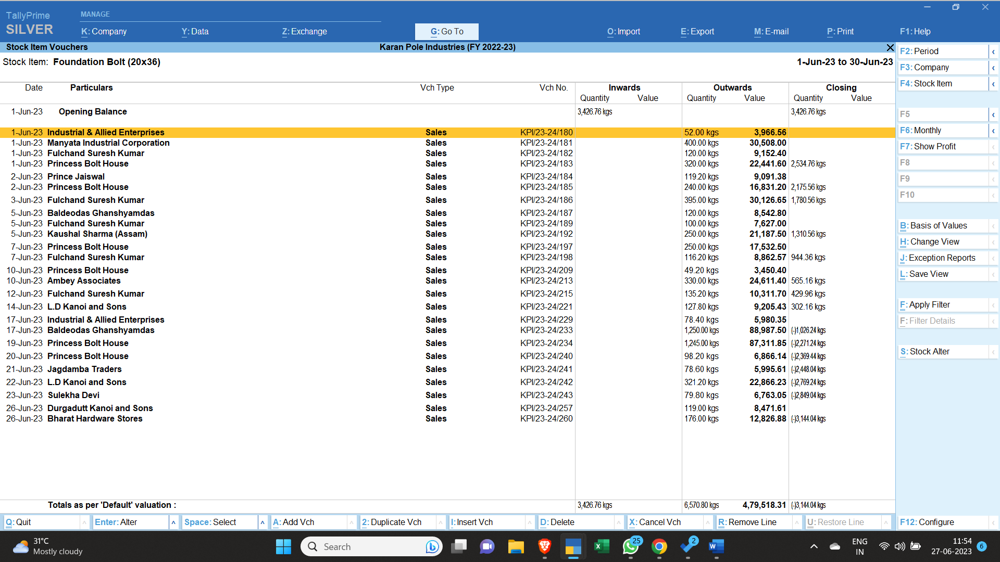 TallyPrime
SILVER
MANAGE
K: Company Y: Data Z: Exchange G: Go To O: Import E: Export M: E-mail P: Print F1: Help
Stock Item Vouchers Karan Pole Industries (FY 2022-23)
Stock Item: Foundation Bolt (20x36) 1-Jun-23 to 30-Jun-23
Date Particulars Vch Type Vch No. Inwards Outwards Closing
Quantity Value Quantity Value Quantity Value
1-Jun-23 Opening Balance 3,426.76 kgs 3,426.76 kgs
1-Jun-23 Industrial & Allied Enterprises Sales KPI/23-24/180 52.00 kgs 3,966.56
1-Jun-23 Manyata Industrial Corporation Sales KPI/23-24/181 400.00 kgs 30,508.00
1-Jun-23 Fulchand Suresh Kumar Sales KPI/23-24/182 120.00 kgs 9,152.40
1-Jun-23 Princess Bolt House Sales KPI/23-24/183 320.00 kgs 22,441.60 2,534.76 kgs
2-Jun-23 Prince Jaiswal Sales KPI/23-24/184 119.20 kgs 9,091.38
2-Jun-23 Princess Bolt House Sales KPI/23-24/185 240.00 kgs 16,831.20 2,175.56 kgs
3-Jun-23 Fulchand Suresh Kumar Sales KPI/23-24/186 395.00 kgs 30,126.65 1,780.56 kgs
5-Jun-23 Baldeodas Ghanshyamdas Sales KPI/23-24/187 120.00 kgs 8,542.80
5-Jun-23 Fulchand Suresh Kumar Sales KPI/23-24/189 100.00 kgs 7,627.00
5-Jun-23 Kaushal Sharma (Assam) Sales KPI/23-24/192 250.00 kgs 21,187.50 1,310.56 kgs
7-Jun-23 Princess Bolt House Sales KPI/23-24/197 250.00 kgs 17,532.50
7-Jun-23 Fulchand Suresh Kumar Sales KPI/23-24/198 116.20 kgs 8,862.57 944.36 kgs
10-Jun-23 Princess Bolt House Sales KPI/23-24/209 49.20 kgs 3,450.40
10-Jun-23 Ambey Associates Sales KPI/23-24/213 330.00 kgs 24,611.40 565.16 kgs
12-Jun-23 Fulchand Suresh Kumar Sales KPI/23-24/215 135.20 kgs 10,311.70 429.96 kgs
14-Jun-23 L.D Kanoi and Sons Sales KPI/23-24/221 127.80 kgs 9,205.43 302.16 kgs
17-Jun-23 Industrial & Allied Enterprises Sales KPI/23-24/229 78.40 kgs 5,980.35
17-Jun-23 Baldeodas Ghanshyamdas Sales KPI/23-24/233 1,250.00 kgs 88,987.50 (-)1,026.24 kgs
19-Jun-23 Princess Bolt House Sales KPI/23-24/234 1,245.00 kgs 87,311.85 (-)2,271.24 kgs
20-Jun-23 Princess Bolt House Sales KPI/23-24/240 98.20 kgs 6,866.14 (-)2,369.44 kgs
21-Jun-23 Jagdamba Traders Sales KPI/23-24/241 78.60 kgs 5,995.61 (-)2,448.04 kgs
22-Jun-23 L.D Kanoi and Sons Sales KPI/23-24/242 321.20 kgs 22,866.23 (-)2,769.24 kgs
23-Jun-23 Sulekha Devi Sales KPI/23-24/243 79.80 kgs 6,763.05 (-)2,849.04 kgs
26-Jun-23 Durgadutt Kanoi and Sons Sales KPI/23-24/257 119.00 kgs 8,471.61
26-Jun-23 Bharat Hardware Stores Sales KPI/23-24/260 176.00 kgs 12,826.88 (-)3,144.04 kgs
Totals as per 'Default' valuation : 3,426.76 kgs 6,570.80 kgs 4,79,518.31 (-)3,144.04 kgs
F2: Period
F3: Company
F4: Stock Item
F5
F6: Monthly
F7: Show Profit
F8
F9
F10
B: Basis of Values
H: Change View
J: Exception Reports
L: Save View
F: Apply Filter
F: Filter Details
S: Stock Alter
Q: Quit Enter: Alter Space: Select A: Add Vch 2: Duplicate Vch I: Insert Vch D: Delete X: Cancel Vch R: Remove Line U: Restore Line F12: Configure
31°C
Mostly cloudy
Search
25
2
ENG
IN
11:54
27-06-2023
6